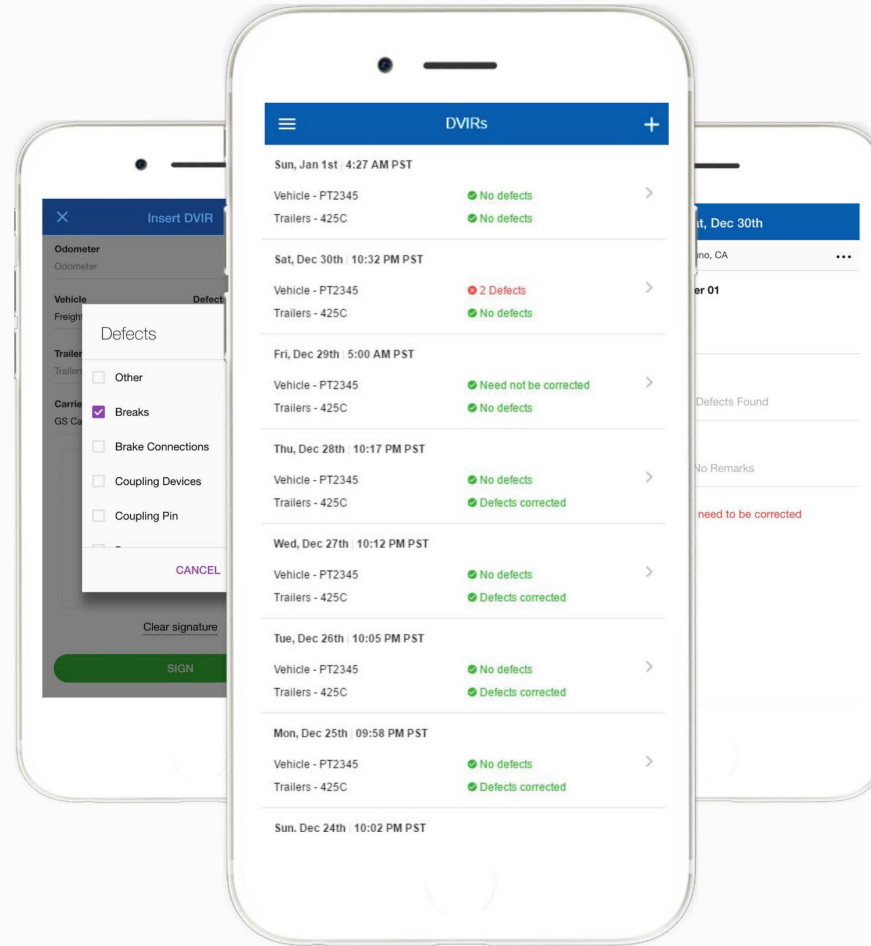 Insert DVIR
Odometer
Odometer
Vehicle
Freigh
Trailer
Trailers
Carrie
GS Ca
Defects
Other
Breaks
Brake Connections
Coupling Devices
Coupling Pin
CANCEL
Clear signature
SIGN
DVIRs
Sun, Jan 1st | 4:27 AM PST
Vehicle - PT2345 No defects
Trailers - 425C No defects
Sat, Dec 30th | 10:32 PM PST
Vehicle - PT2345 2 Defects
Trailers - 425C No defects
Fri, Dec 29th | 5:00 AM PST
Vehicle - PT2345 Need not be corrected
Trailers - 425C No defects
Thu, Dec 28th | 10:17 PM PST
Vehicle - PT2345 No defects
Trailers - 425C Defects corrected
Wed, Dec 27th | 10:12 PM PST
Vehicle - PT2345 No defects
Trailers - 425C Defects corrected
Tue, Dec 26th | 10:05 PM PST
Vehicle - PT2345 No defects
Trailers - 425C Defects corrected
Mon, Dec 25th | 09:58 PM PST
Vehicle - PT2345 No defects
Trailers - 425C Defects corrected
Sun. Dec 24th | 10:02 PM PST
t, Dec 30th
no, CA
er 01
Defects Found
No Remarks
need to be corrected